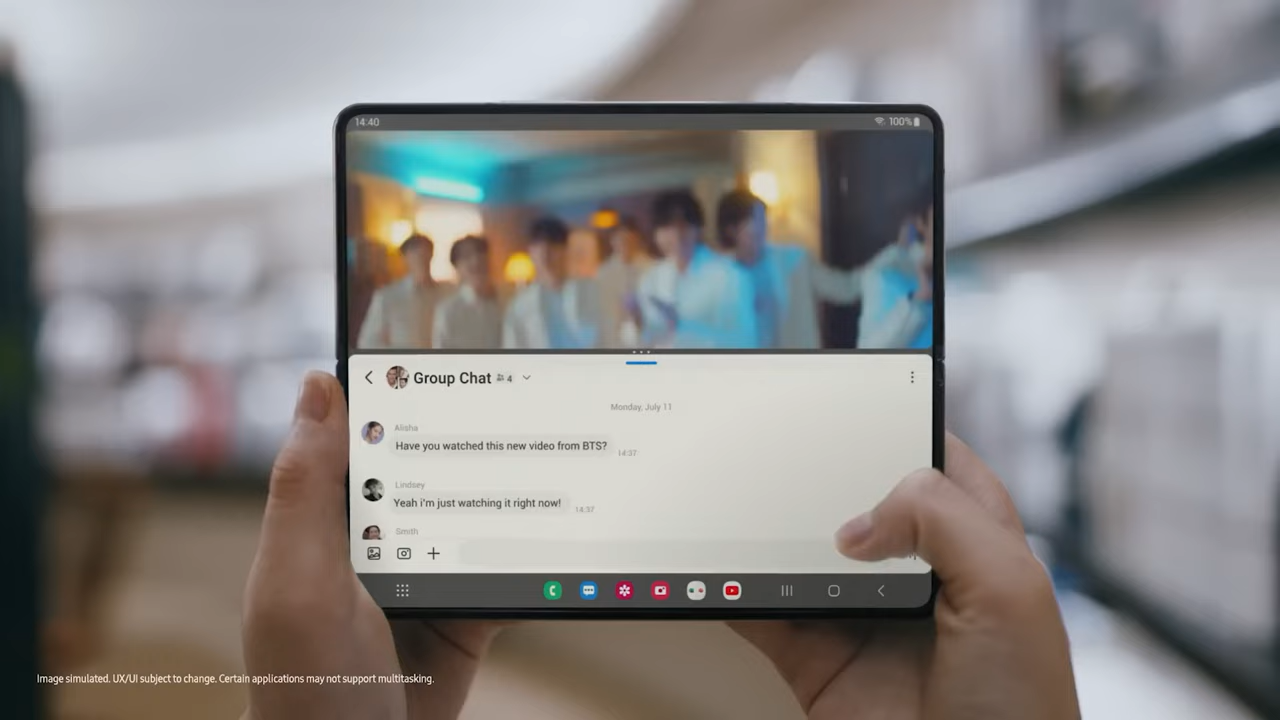 14:40
100%
Group Chat 4
Monday, July 11
Alisha
Have you watched this new video from BTS?
14:37
Lindsey
Yeah i'm just watching it right now!
14:37
Smith
Image simulated. UX/UI subject to change. Certain applications may not support multitasking.